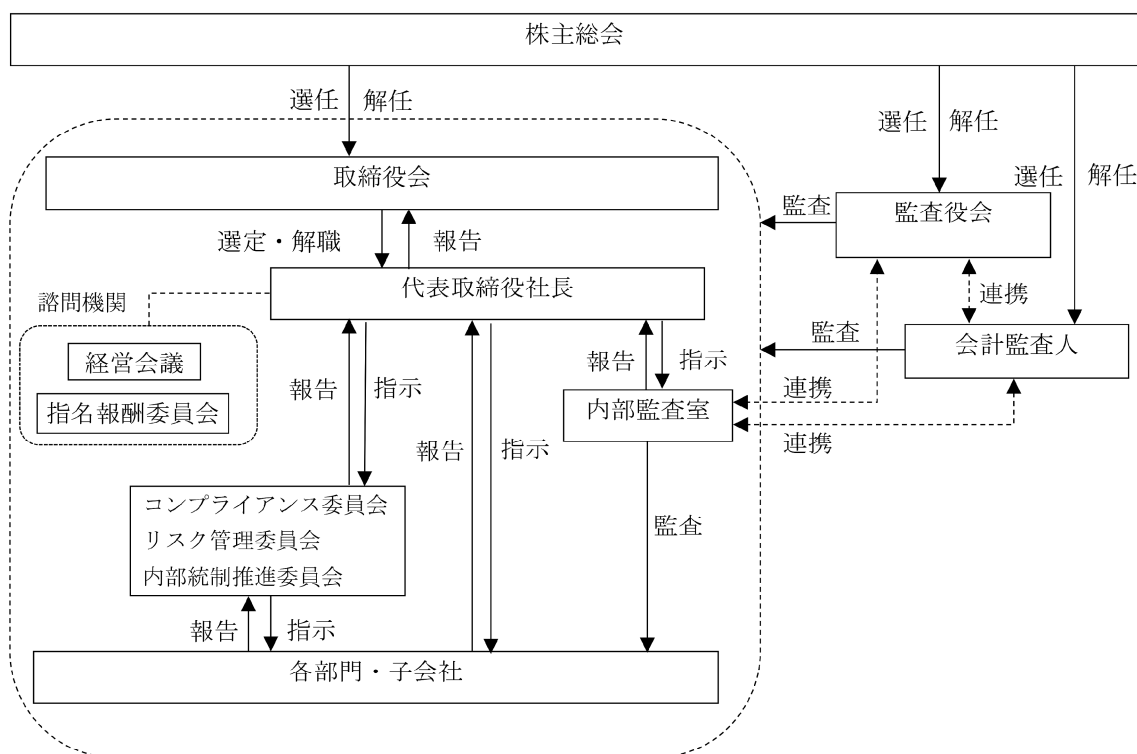 株主総会
選任 解任
選任 解任
選任 解任
取締役会
監査役会
監査
選定・解職 報告
代表取締役社長
連携
諮問機関
経営会議
指名報酬委員会
監査
会計監査人
報告 指示
報告 指示
報告 指示
連携
内部監査室
連携
コンプライアンス委員会
リスク管理委員会
内部統制推進委員会
監査
報告 指示
各部門・子会社